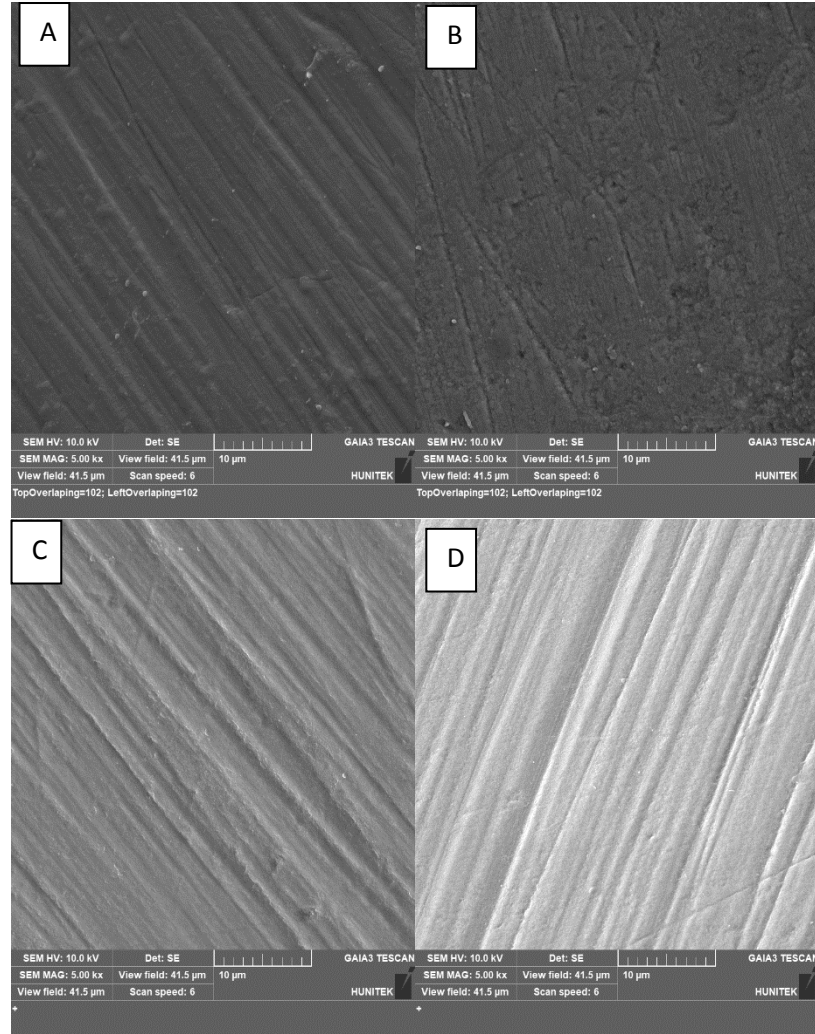 A
B
SEM HV: 10.0 kV Det: SE GAIA3 TESCAN
SEM MAG: 5.00 kx View field: 41.5 µm 10 µm
View field: 41.5 µm Scan speed: 6 HUNITEK
TopOverlaping=102; LeftOverlaping=102
SEM HV: 10.0 kV Det: SE GAIA3 TESCAN
SEM MAG: 5.00 kx View field: 41.5 µm 10 µm
View field: 41.5 µm Scan speed: 6 HUNITEK
TopOverlaping=102; LeftOverlaping=102
C
D
SEM HV: 10.0 kV Det: SE GAIA3 TESCAN
SEM MAG: 5.00 kx View field: 41.5 µm 10 µm
View field: 41.5 µm Scan speed: 6 HUNITEK
SEM HV: 10.0 kV Det: SE GAIA3 TESCAN
SEM MAG: 5.00 kx View field: 41.5 µm 10 µm
View field: 41.5 µm Scan speed: 6 HUNITEK